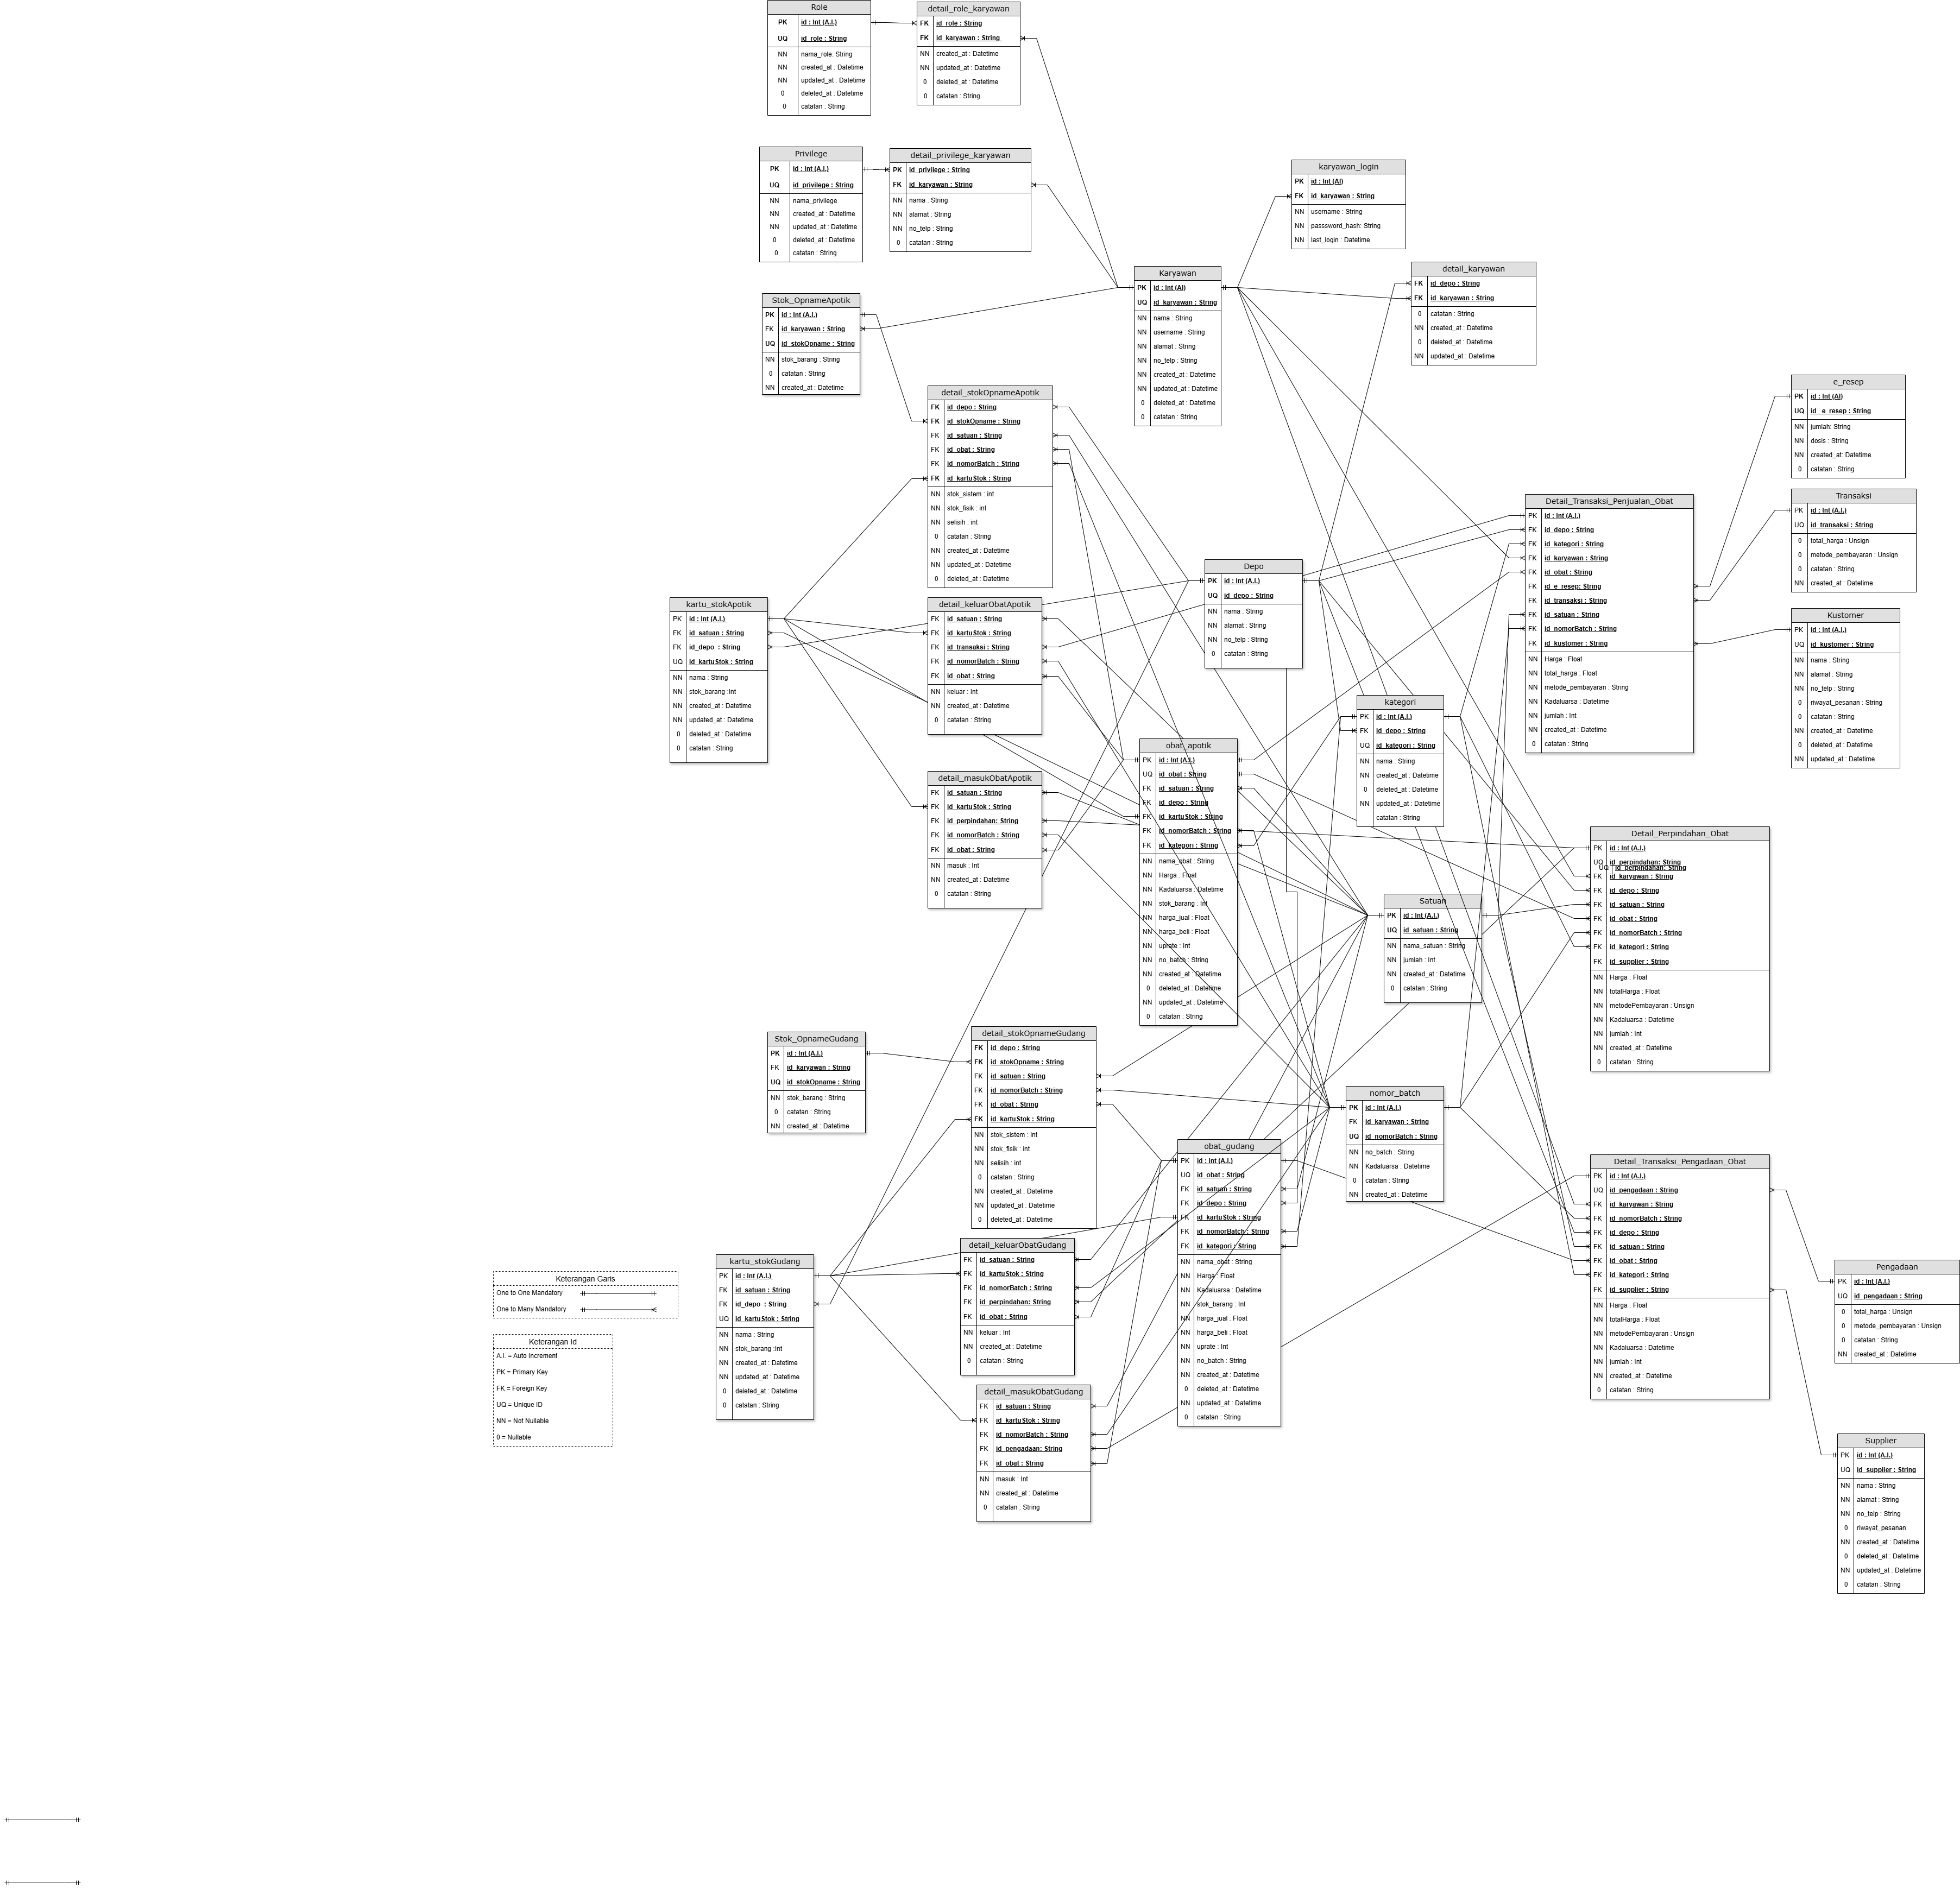 Role
PK id : Int (A.I.)
UQ id_role : String
NN nama_role: String
NN created_at : Datetime
NN updated_at : Datetime
0 deleted_at : Datetime
0 catatan : String
detail_role_karyawan
FK id_role : String
FK id_karyawan : String
NN created_at : Datetime
NN updated_at : Datetime
0 deleted_at : Datetime
0 catatan : String
Privilege
PK id : Int (A.I.)
UQ id_privilege : String
NN nama_privilege
NN created_at : Datetime
NN updated_at : Datetime
0 deleted_at : Datetime
0 catatan : String
detail_privilege_karyawan
PK id_privilege : String
FK id_karyawan : String
NN nama : String
NN alamat : String
NN no_telp : String
0 catatan : String
karyawan_login
PK id : Int (AI)
FK id_karyawan : String
NN username : String
NN passsword_hash: String
NN last_login : Datetime
Karyawan
PK id : Int (AI)
UQ id_karyawan : String
NN nama : String
NN username : String
NN alamat : String
NN no_telp : String
NN created_at : Datetime
NN updated_at : Datetime
0 deleted_at : Datetime
0 catatan : String
detail_karyawan
FK id_depo : String
FK id_karyawan : String
0 catatan : String
NN created_at : Datetime
0 deleted_at : Datetime
NN updated_at : Datetime
Stok_OpnameApotik
PK id : Int (A.I.)
FK id_karyawan : String
UQ id_stokOpname : String
NN stok_barang : String
0 catatan : String
NN created_at : Datetime
detail_stokOpnameApotik
FK id_depo : String
FK id_stokOpname : String
FK id_satuan : String
FK id_obat : String
FK id_nomorBatch : String
FK id_kartuStok : String
NN stok_sistem : int
NN stok_fisik : int
NN selisih : int
0 catatan : String
NN created_at : Datetime
NN updated_at : Datetime
0 deleted_at : Datetime
e_resep
PK id : Int (AI)
UQ id_ e_resep : String
NN jumlah: String
NN dosis : String
NN created_at: Datetime
0 catatan : String
Transaksi
PK id : Int (A.I.)
UQ id_transaksi : String
0 total_harga : Unsign
0 metode_pembayaran : Unsign
0 catatan : String
NN created_at : Datetime
Detail_Transaksi_Penjualan_Obat
PK id : Int (A.I.)
FK id_depo : String
FK id_kategori : String
FK id_karyawan : String
FK id_obat : String
FK id_e_resep: String
FK id_transaksi : String
FK id_satuan : String
FK id_nomorBatch : String
FK id_kustomer : String
NN Harga : Float
NN total_harga : Float
NN metode_pembayaran : String
NN Kadaluarsa : Datetime
NN jumlah : Int
NN created_at : Datetime
0 catatan : String
Kustomer
PK id : Int (A.I.)
UQ id_kustomer : String
NN nama : String
NN alamat : String
NN no_telp : String
0 riwayat_pesanan : String
0 catatan : String
NN created_at : Datetime
0 deleted_at : Datetime
NN updated_at : Datetime
Depo
PK id : Int (A.I.)
UQ id_depo : String
NN nama : String
NN alamat : String
NN no_telp : String
0 catatan : String
kartu_stokApotik
PK id : Int (A.I.)
FK id_satuan : String
FK id_depo : String
UQ id_kartuStok : String
NN nama : String
NN stok_barang :Int
NN created_at : Datetime
NN updated_at : Datetime
0 deleted_at : Datetime
0 catatan : String
detail_keluarObatApotik
FK id_satuan : String
FK id_kartuStok : String
FK id_transaksi : String
FK id_nomorBatch : String
FK id_obat : String
NN keluar : Int
NN created_at : Datetime
0 catatan : String
kategori
PK id : Int (A.I.)
FK id_depo : String
UQ id_kategori : String
NN nama : String
NN created_at : Datetime
0 deleted_at : Datetime
NN updated_at : Datetime
catatan : String
obat_apotik
PK id : Int (A.I.)
UQ id_obat : String
FK id_satuan : String
FK id_depo : String
FK id_kartuStok : String
FK id_nomorBatch : String
FK id_kategori : String
NN nama_obat : String
NN Harga : Float
NN Kadaluarsa : Datetime
NN stok_barang : Int
NN harga_jual : Float
NN harga_beli : Float
NN uprate : Int
NN no_batch : String
NN created_at : Datetime
0 deleted_at : Datetime
NN updated_at : Datetime
0 catatan : String
detail_masukObatApotik
FK id_satuan : String
FK id_kartuStok : String
FK id_perpindahan: String
FK id_nomorBatch : String
FK id_obat : String
NN masuk : Int
NN created_at : Datetime
0 catatan : String
Detail_Perpindahan_Obat
PK id : Int (A.I.)
UQ id_perpindahan: String
UQ id_perpindahan: String
FK id_karyawan : String
FK id_depo : String
FK id_satuan : String
FK id_obat : String
FK id_nomorBatch : String
FK id_kategori : String
FK id_supplier : String
NN Harga : Float
NN totalHarga : Float
NN metodePembayaran : Unsign
NN Kadaluarsa : Datetime
NN jumlah : Int
NN created_at : Datetime
0 catatan : String
Satuan
PK id : Int (A.I.)
UQ id_satuan : String
NN nama_satuan : String
NN jumlah : Int
NN created_at : Datetime
0 catatan : String
Stok_OpnameGudang
PK id : Int (A.I.)
FK id_karyawan : String
UQ id_stokOpname : String
NN stok_barang : String
0 catatan : String
NN created_at : Datetime
detail_stokOpnameGudang
FK id_depo : String
FK id_stokOpname : String
FK id_satuan : String
FK id_nomorBatch : String
FK id_obat : String
FK id_kartuStok : String
NN stok_sistem : int
NN stok_fisik : int
NN selisih : int
0 catatan : String
NN created_at : Datetime
NN updated_at : Datetime
0 deleted_at : Datetime
nomor_batch
PK id : Int (A.I.)
FK id_karyawan : String
UQ id_nomorBatch : String
NN no_batch : String
NN Kadaluarsa : Datetime
0 catatan : String
NN created_at : Datetime
obat_gudang
PK id : Int (A.I.)
UQ id_obat : String
FK id_satuan : String
FK id_depo : String
FK id_kartuStok : String
FK id_nomorBatch : String
FK id_kategori : String
NN nama_obat : String
NN Harga : Float
NN Kadaluarsa : Datetime
NN stok_barang : Int
NN harga_jual : Float
NN harga_beli : Float
NN uprate : Int
NN no_batch : String
NN created_at : Datetime
0 deleted_at : Datetime
NN updated_at : Datetime
0 catatan : String
Detail_Transaksi_Pengadaan_Obat
PK id : Int (A.I.)
UQ id_pengadaan : String
FK id_karyawan : String
FK id_nomorBatch : String
FK id_depo : String
FK id_satuan : String
FK id_obat : String
FK id_kategori : String
FK id_supplier : String
NN Harga : Float
NN totalHarga : Float
NN metodePembayaran : Unsign
NN Kadaluarsa : Datetime
NN jumlah : Int
NN created_at : Datetime
0 catatan : String
Pengadaan
PK id : Int (A.I.)
UQ id_pengadaan : String
0 total_harga : Unsign
0 metode_pembayaran : Unsign
0 catatan : String
NN created_at : Datetime
kartu_stokGudang
PK id : Int (A.I.)
FK id_satuan : String
FK id_depo : String
UQ id_kartuStok : String
NN nama : String
NN stok_barang :Int
NN created_at : Datetime
NN updated_at : Datetime
0 deleted_at : Datetime
0 catatan : String
detail_keluarObatGudang
FK id_satuan : String
FK id_kartuStok : String
FK id_nomorBatch : String
FK id_perpindahan: String
FK id_obat : String
NN keluar : Int
NN created_at : Datetime
0 catatan : String
detail_masukObatGudang
FK id_satuan : String
FK id_kartuStok : String
FK id_nomorBatch : String
FK id_pengadaan: String
FK id_obat : String
NN masuk : Int
NN created_at : Datetime
0 catatan : String
Supplier
PK id : Int (A.I.)
UQ id_supplier : String
NN nama : String
NN alamat : String
NN no_telp : String
0 riwayat_pesanan
NN created_at : Datetime
0 deleted_at : Datetime
NN updated_at : Datetime
0 catatan : String
Keterangan Garis
One to One Mandatory
One to Many Mandatory
Keterangan Id
A.I. = Auto Increment
PK = Primary Key
FK = Foreign Key
UQ = Unique ID
NN = Not Nullable
0 = Nullable